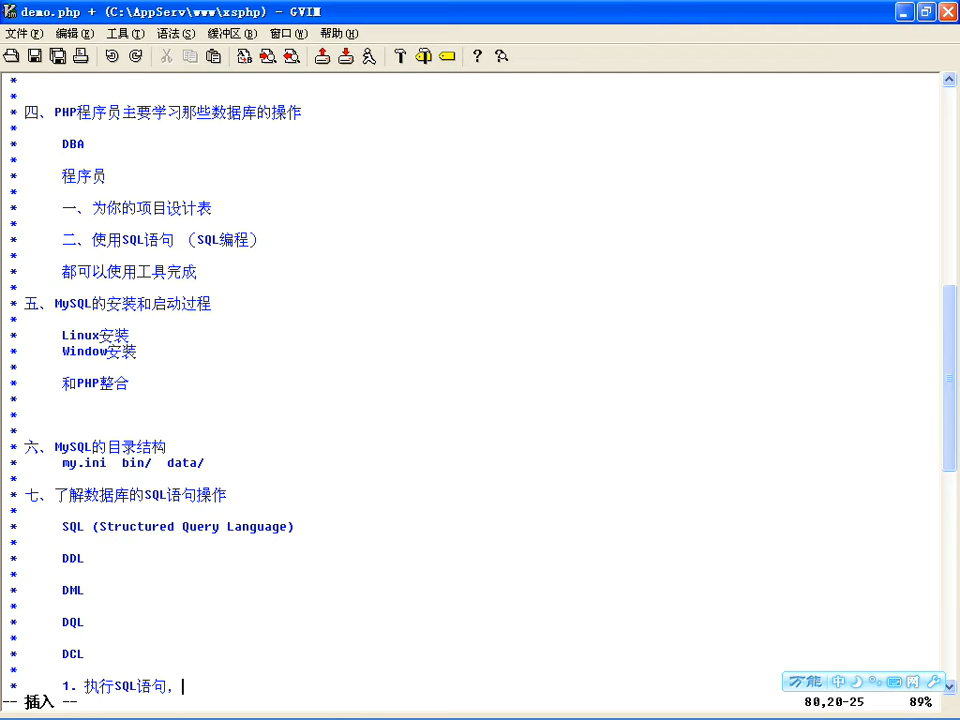 demo.php + (C:\AppServ\www\xsphp) - GVIM
文件(F) 编辑(E) 工具(T) 语法(S) 缓冲区(B) 窗口(W) 帮助(H)
*
*
* 四、PHP程序员主要学习那些数据库的操作
*
* DBA
*
* 程序员
*
* 一、为你的项目设计表
*
* 二、使用SQL语句 （SQL编程）
*
* 都可以使用工具完成
*
* 五、MySQL的安装和启动过程
*
* Linux安装
* Window安装
*
* 和PHP整合
*
*
*
* 六、MySQL的目录结构
* my.ini bin/ data/
*
* 七、了解数据库的SQL语句操作
*
* SQL (Structured Query Language)
*
* DDL
*
* DML
*
* DQL
*
* DCL
*
* 1. 执行SQL语句，
万能 中
-- 插入 -- 80,20-25 89%